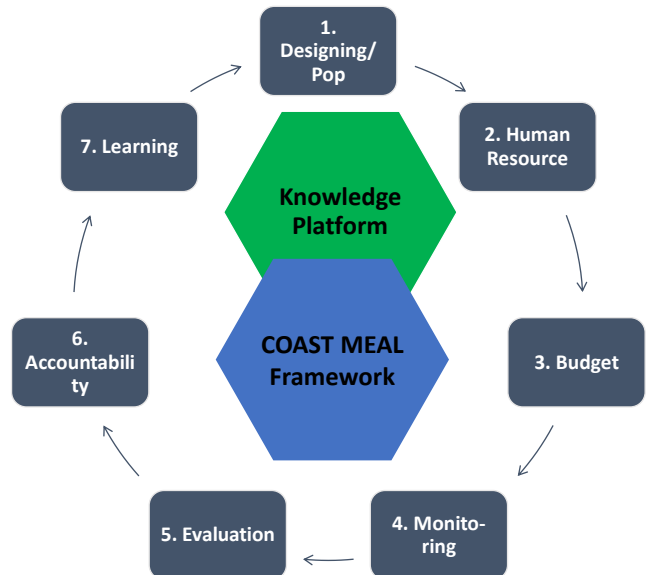 1.
Designing/
Pop
2. Human
Resource
3. Budget
4. Monito-
ring
5. Evaluation
6.
Accountabili
ty
7. Learning
Knowledge
Platform
COAST MEAL
Framework